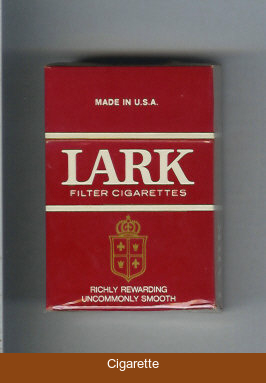 MADE IN U.S.A.
LARK
FILTER CIGARETTES
RICHLY REWARDING
UNCOMMONLY SMOOTH
Cigarette